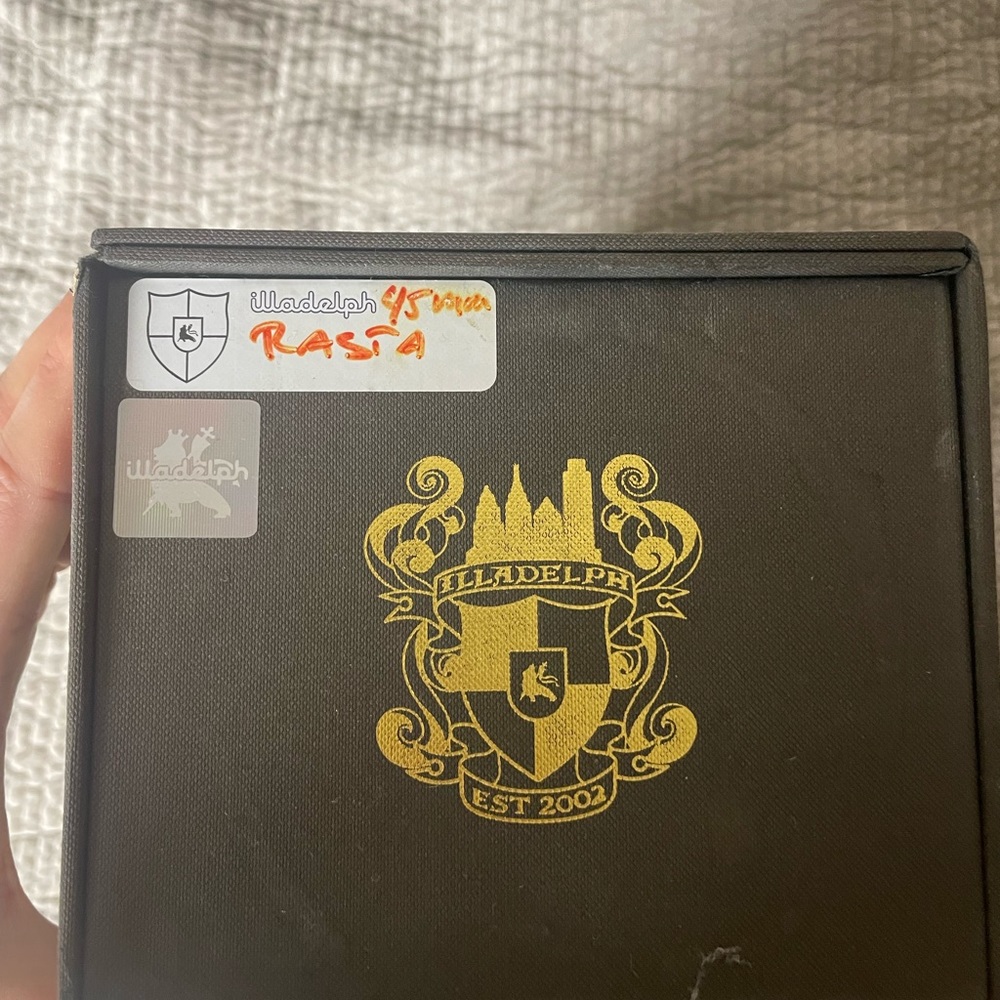 illadelph 45mm
RASTA
illadelph
ILLADELPH
EST 2002